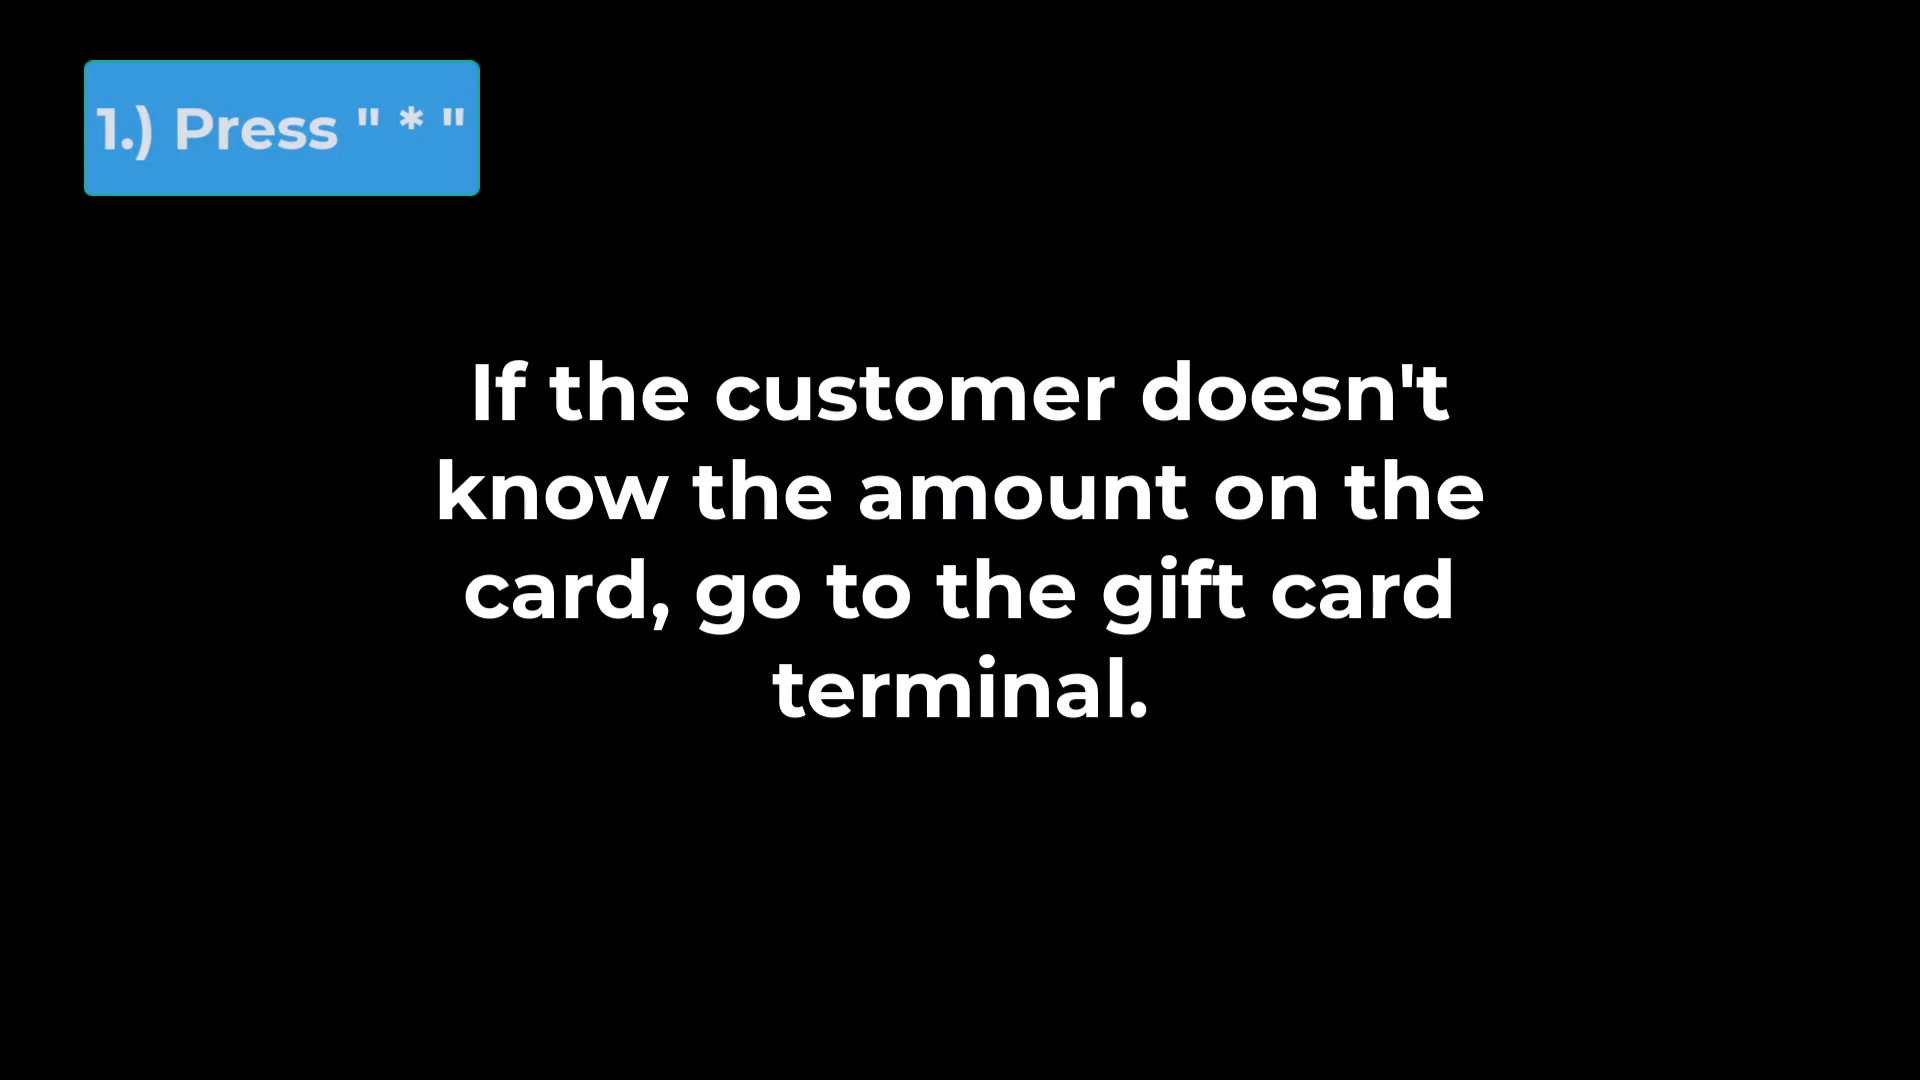 1.) Press " * "
If the customer doesn't
know the amount on the
card, go to the gift card
terminal.